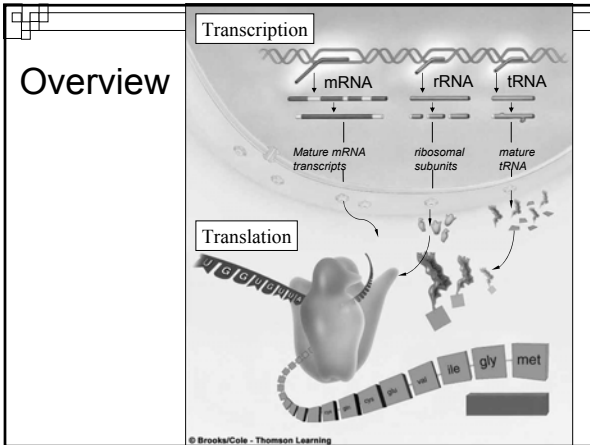 Overview
Transcription
mRNA
rRNA
tRNA
Mature mRNA
transcripts
ribosomal
subunits
mature
tRNA
Translation
U G G U G U U A
cys
glu
val
ile
gly
met
© Brooks/Cole - Thomson Learning